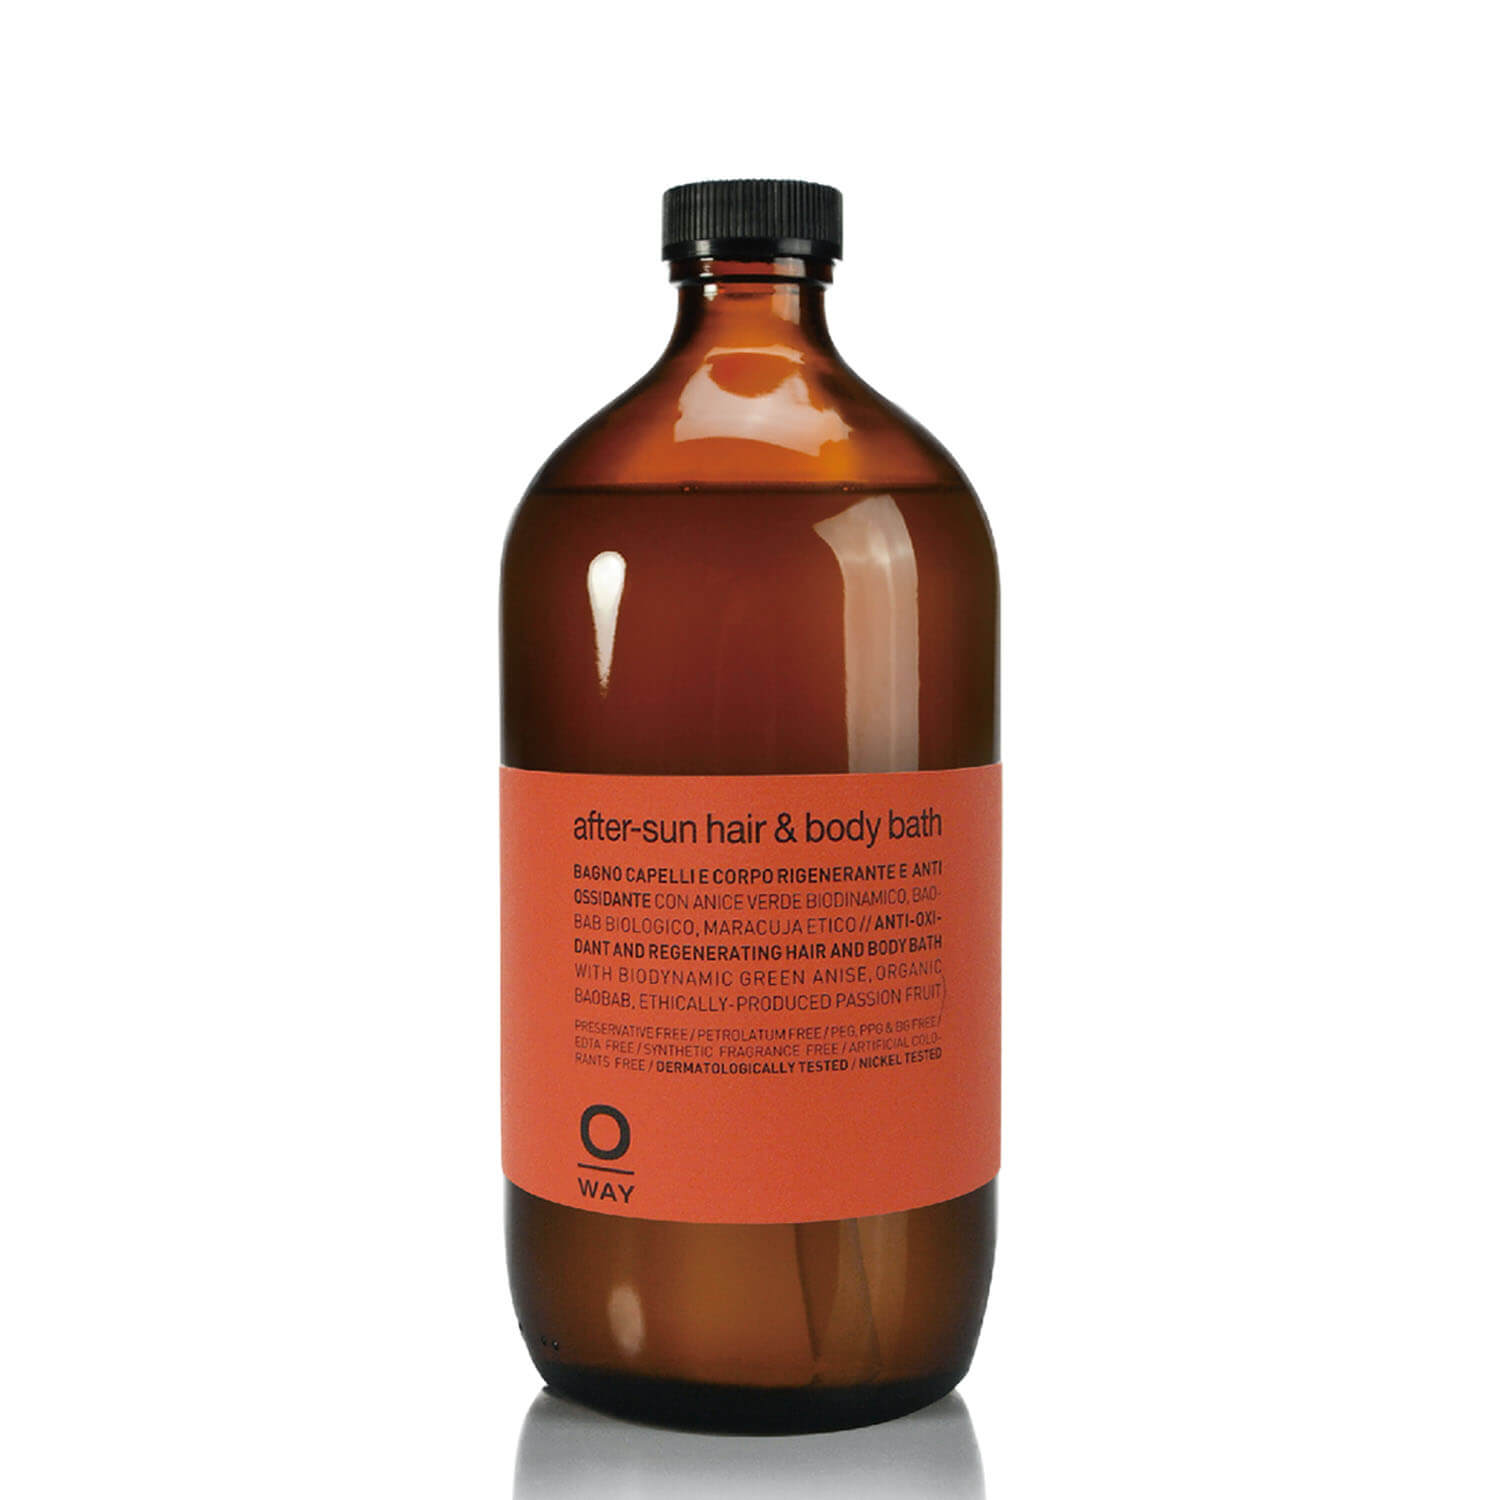 after-sun hair & body bath
BAGNO CAPELLI E CORPO RIGENERANTE E ANTI
OSSIDANTE CON ANICE VERDE BIODINAMICO, BAO-
BAB BIOLOGICO, MARACUJA ETICO // ANTI-OXI-
DANT AND REGENERATING HAIR AND BODY BATH
WITH BIODYNAMIC GREEN ANISE, ORGANIC
BAOBAB, ETHICALLY-PRODUCED PASSION FRUIT
PRESERVATIVE FREE / PETROLATUM FREE / PEG, PPG & BG FREE /
EDTA FREE / SYNTHETIC FRAGRANCE FREE / ARTIFICIAL COLO-
RANTS FREE / DERMATOLOGICALLY TESTED / NICKEL TESTED
O
WAY